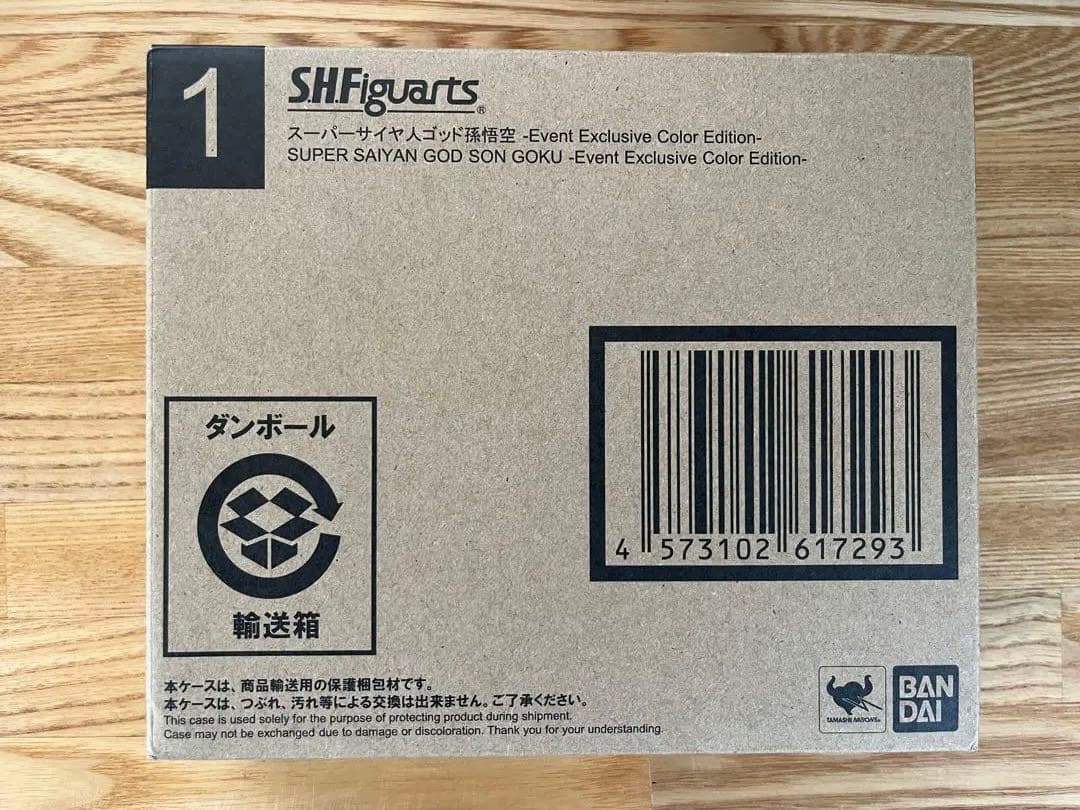 1
S.H.Figuarts®
スーパーサイヤ人ゴッド孫悟空 -Event Exclusive Color Edition-
SUPER SAIYAN GOD SON GOKU -Event Exclusive Color Edition-
ダンボール
輸送箱
4 573102 617293
本ケースは、商品輸送用の保護梱包材です。
本ケースは、つぶれ、汚れ等による交換は出来ません。ご了承ください。
This case is used solely for the purpose of protecting product during shipment.
Case may not be exchanged due to damage or discoloration. Thank you for your understanding.
TAMASHII NATIONS
BAN
DAI